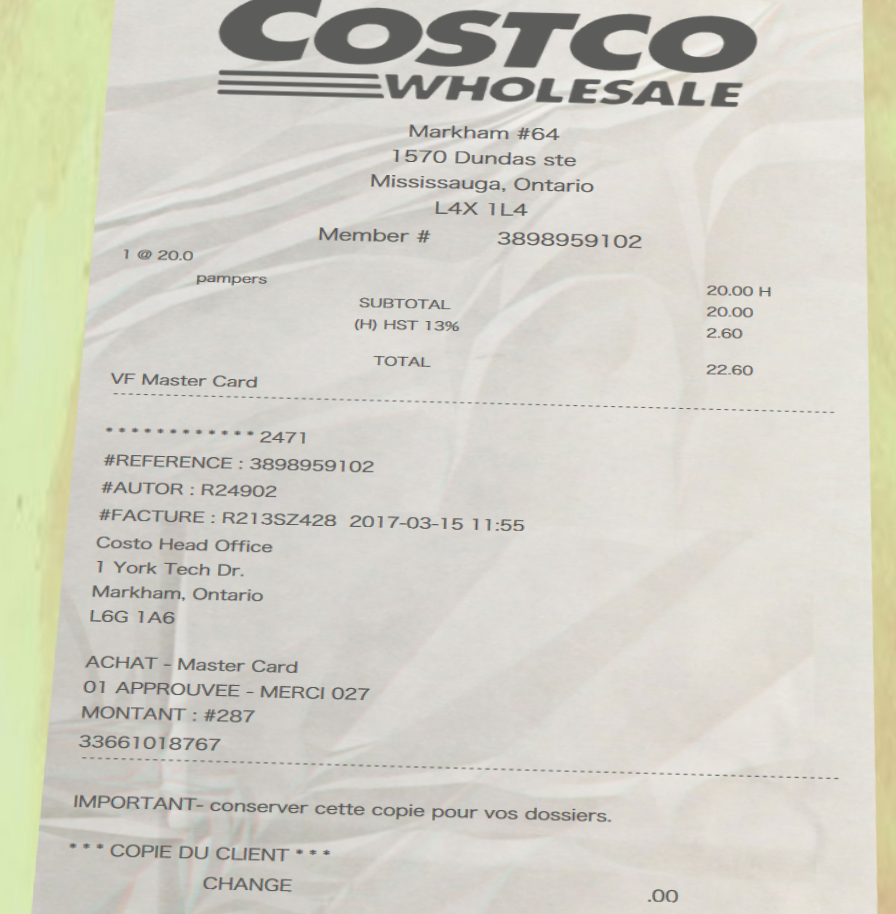 COSTCO
WHOLESALE
Markham #64
1570 Dundas ste
Mississauga, Ontario
L4X 1L4
Member # 3898959102
1 @ 20.0
pampers 20.00 H
SUBTOTAL 20.00
(H) HST 13% 2.60
TOTAL 22.60
VF Master Card
************2471
#REFERENCE : 3898959102
#AUTOR : R24902
#FACTURE : R213SZ428 2017-03-15 11:55
Costo Head Office
1 York Tech Dr.
Markham, Ontario
L6G 1A6
ACHAT - Master Card
01 APPROUVEE - MERCI 027
MONTANT : #287
33661018767
IMPORTANT- conserver cette copie pour vos dossiers.
*** COPIE DU CLIENT ***
CHANGE .00